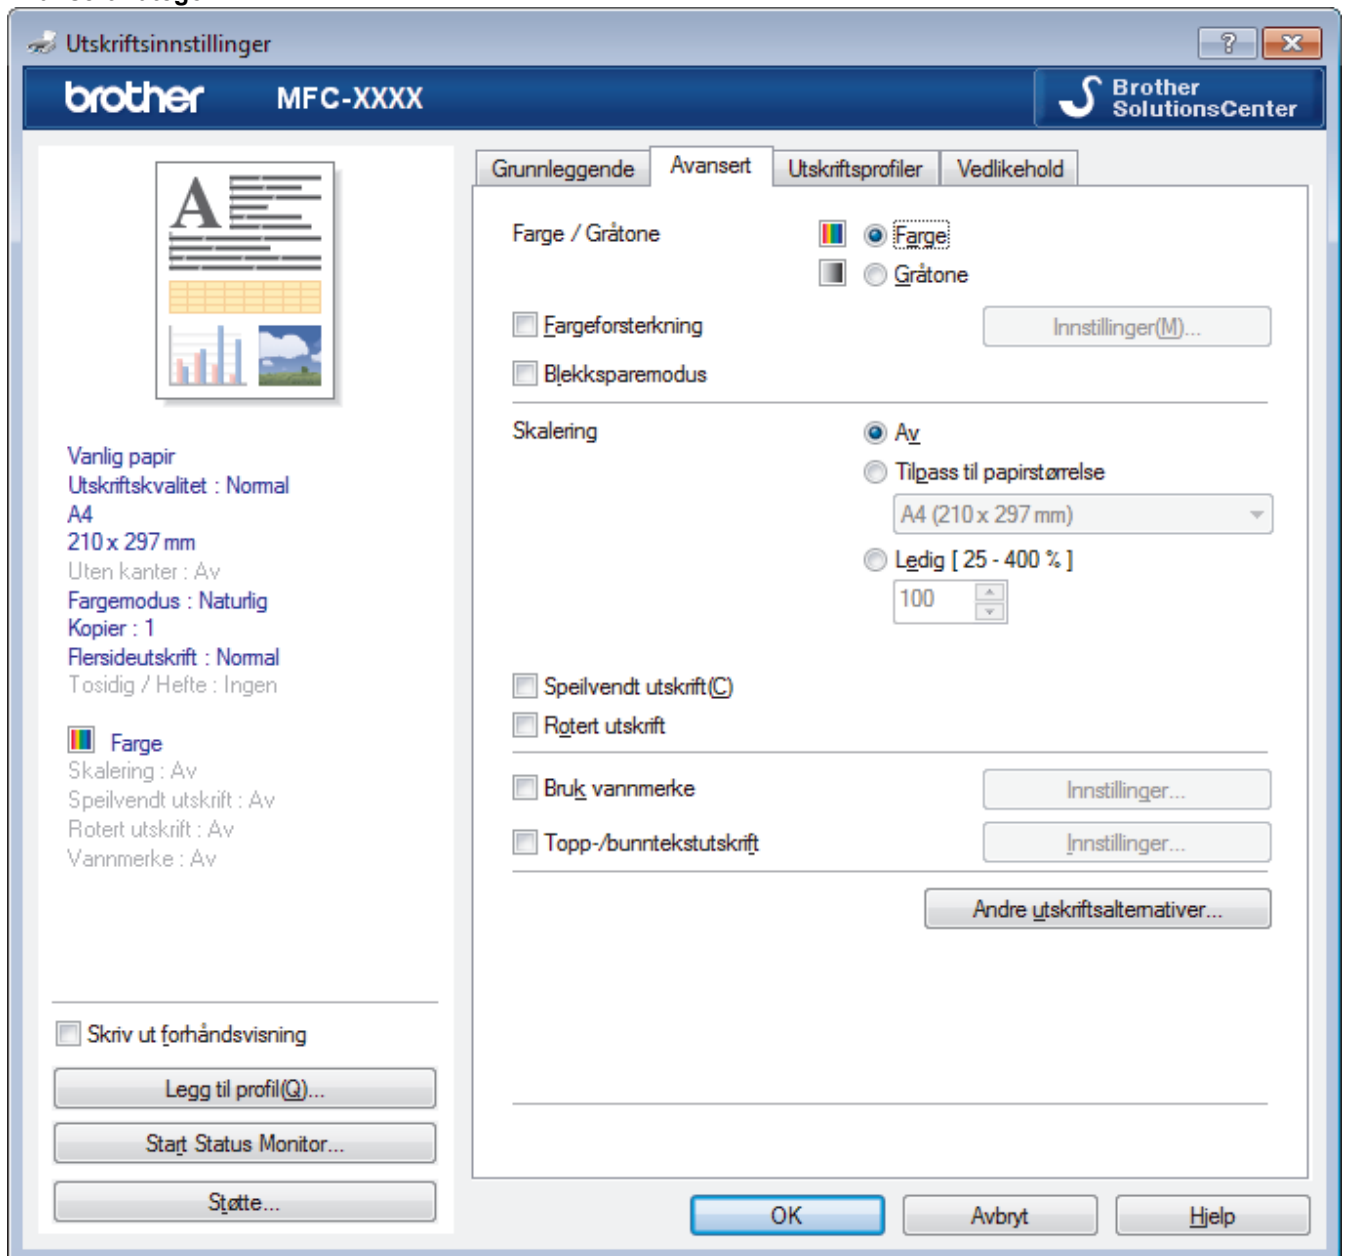 Utskriftsinnstillinger
brother MFC-XXXX
Brother
SolutionsCenter
A
Vanlig papir
Utskriftskvalitet : Normal
A4
210 x 297 mm
Uten kanter : Av
Fargemodus : Naturlig
Kopier : 1
Flersideutskrift : Normal
Tosidig / Hefte : Ingen
Farge
Skalering : Av
Speilvendt utskrift : Av
Rotert utskrift : Av
Vannmerke : Av
Skriv ut forhåndsvisning
Legg til profil(Q)...
Start Status Monitor...
Støtte...
Grunnleggende Avansert Utskriftsprofiler Vedlikehold
Farge / Gråtone Farge
Gråtone
Fargeforsterkning Innstillinger(M)...
Blekksparemodus
Skalering Av
Tilpass til papirstørrelse
A4 (210 x 297 mm)
Ledig [ 25 - 400 % ]
100
Speilvendt utskrift(C)
Rotert utskrift
Bruk vannmerke Innstillinger...
Topp-/bunntekstutskrift Innstillinger...
Andre utskriftsalternativer...
OK Avbryt Hjelp